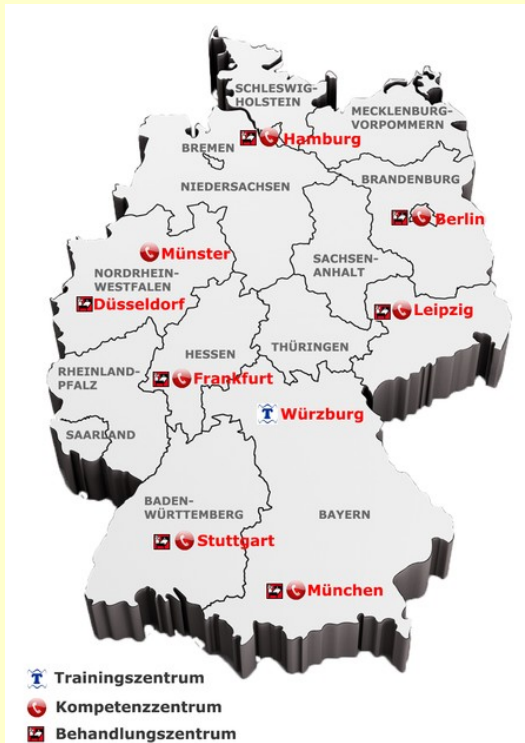 SCHLESWIG-
HOLSTEIN
MECKLENBURG-
VORPOMMERN
Hamburg
BREMEN
NIEDERSACHSEN
BRANDENBURG
Berlin
Münster
SACHSEN-
ANHALT
NORDRHEIN-
WESTFALEN
Düsseldorf
Leipzig
THÜRINGEN
HESSEN
RHEINLAND-
PFALZ
Frankfurt
Würzburg
SAARLAND
BADEN-
WÜRTTEMBERG
BAYERN
Stuttgart
München
T Trainingszentrum
Kompetenzzentrum
Behandlungszentrum